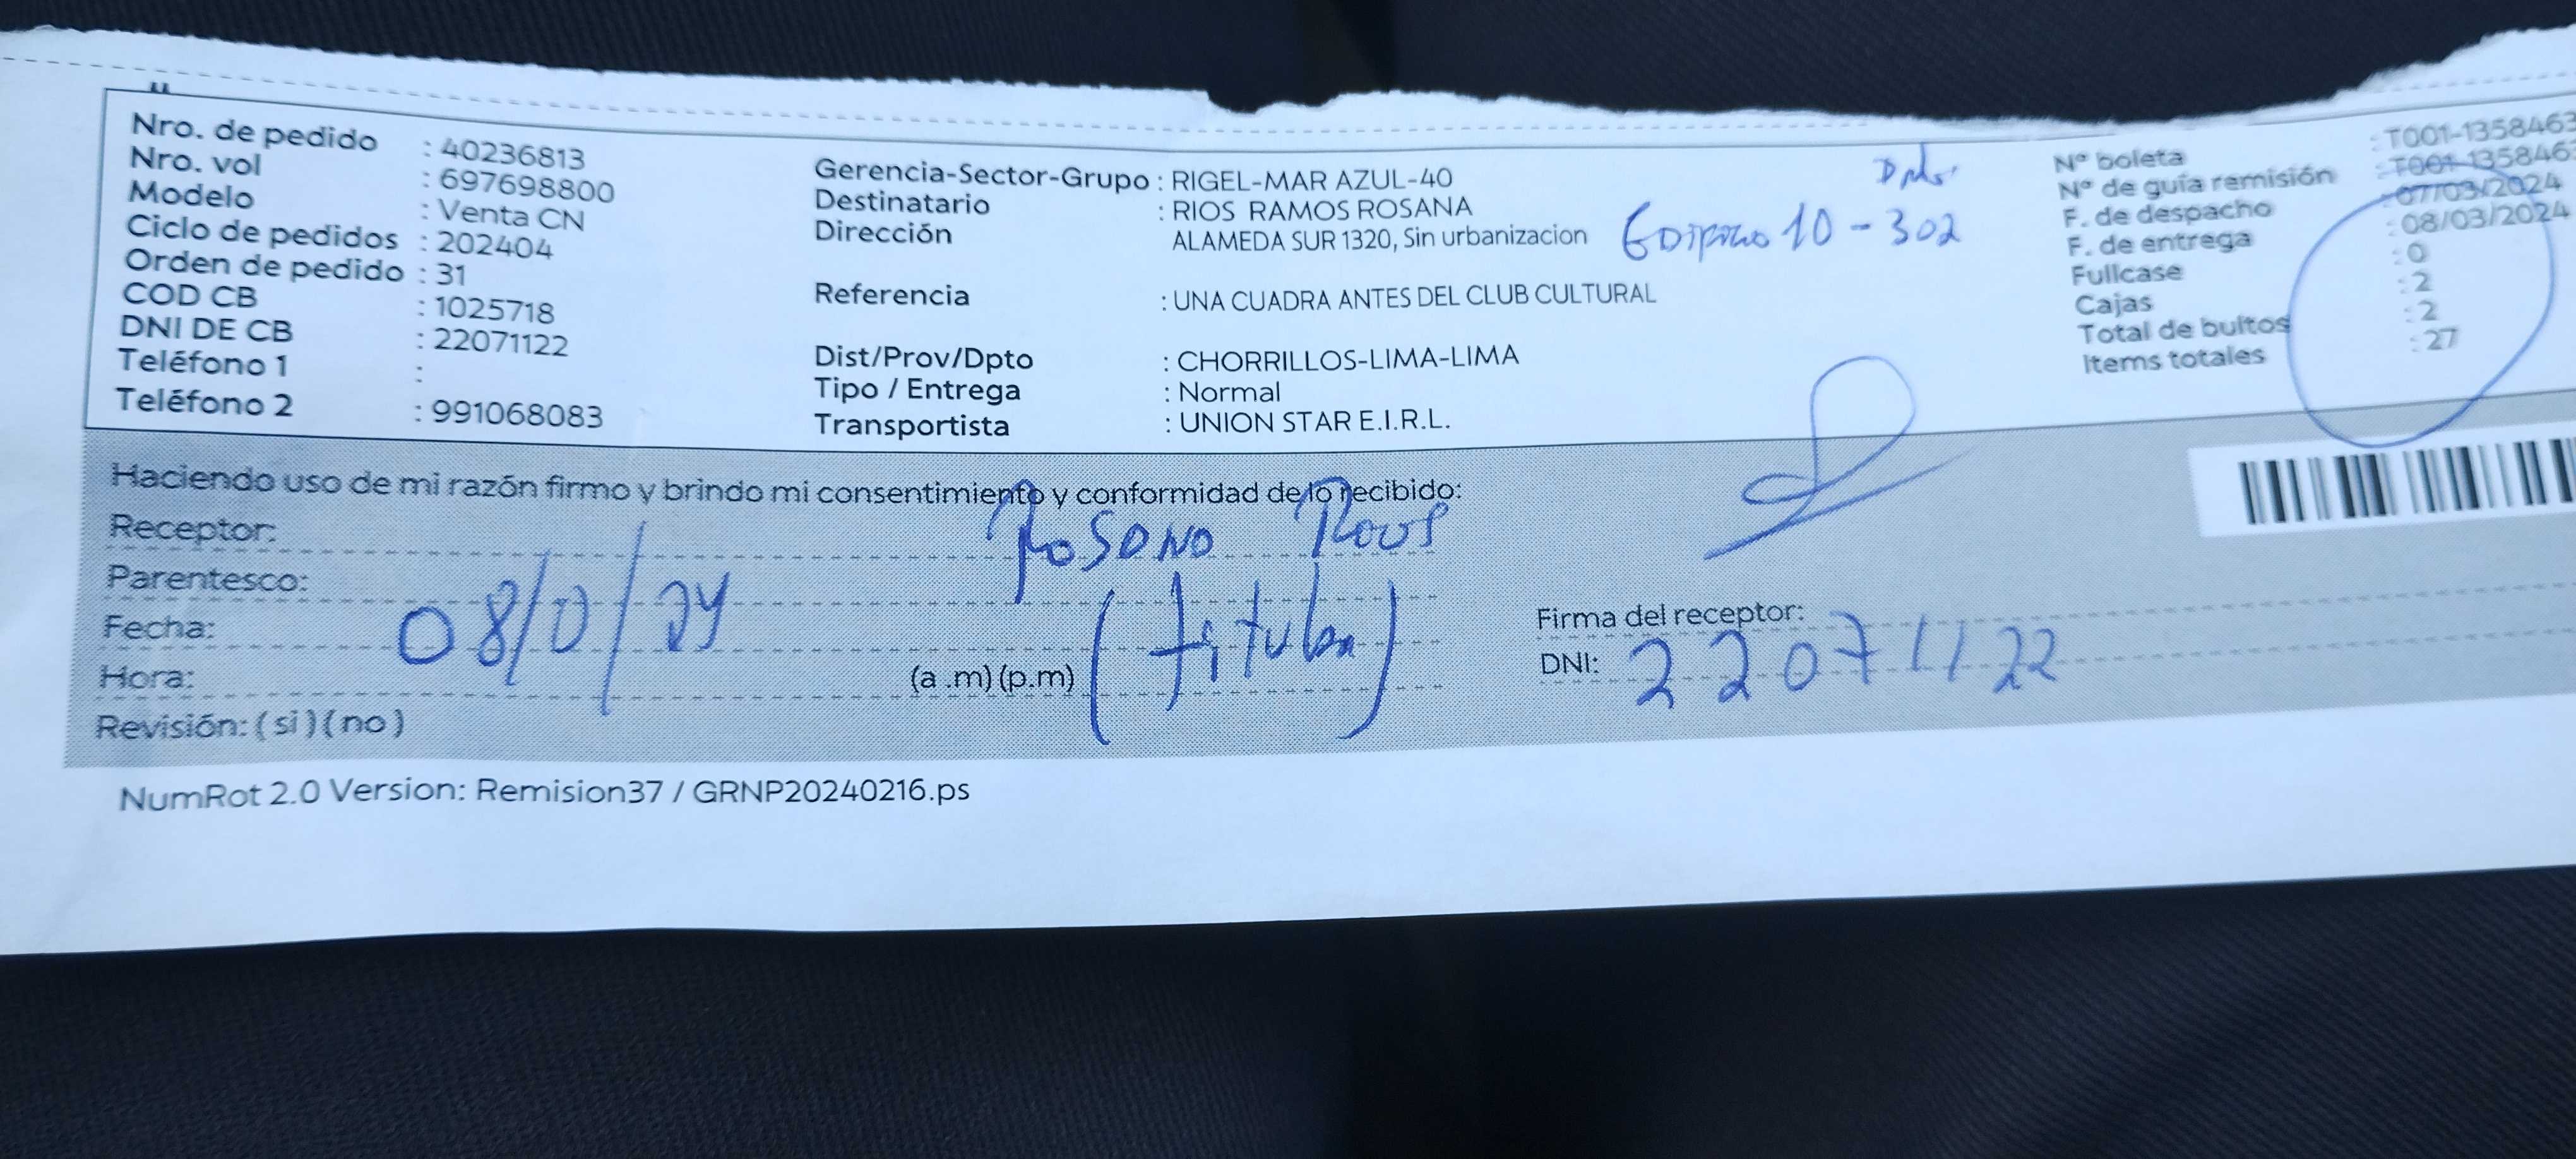 Nro. de pedido : 40236813
Nro. vol : 697698800
Modelo : Venta CN
Ciclo de pedidos : 202404
Orden de pedido : 31
COD CB : 1025718
DNI DE CB : 22071122
Teléfono 1 :
Teléfono 2 : 991068083
Gerencia-Sector-Grupo : RIGEL-MAR AZUL-40
Destinatario : RIOS RAMOS ROSANA
Dirección ALAMEDA SUR 1320, Sin urbanizacion 10 - 302
Referencia : UNA CUADRA ANTES DEL CLUB CULTURAL
Dist/Prov/Dpto : CHORRILLOS-LIMA-LIMA
Tipo / Entrega : Normal
Transportista : UNION STAR E.I.R.L.
Nº boleta : T001-1358463
Nº de guía remisión : T001-1358463
F. de despacho : 07/03/2024
F. de entrega : 08/03/2024
Fullcase : 0
Cajas : 2
Total de bultos : 2
Items totales : 27
Haciendo uso de mi razón firmo y brindo mi consentimiento y conformidad de lo recibido:
Receptor:
Parentesco:
Fecha: 08/0/24
Hora: (a .m) (p.m) (titular)
Revisión: ( si ) ( no )
Firma del receptor:
DNI: 22071122
NumRot 2.0 Version: Remision37 / GRNP20240216.ps